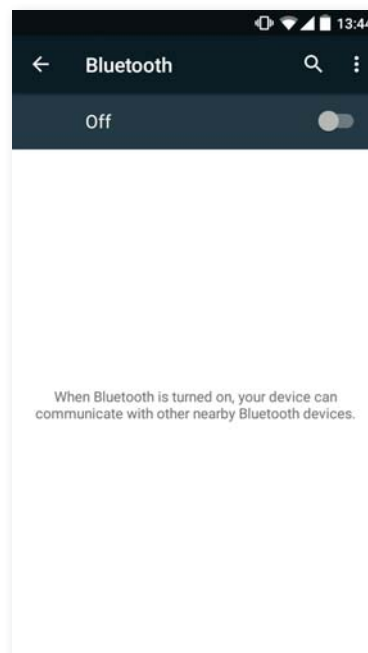 13:44
Bluetooth
Off
When Bluetooth is turned on, your device can
communicate with other nearby Bluetooth devices.